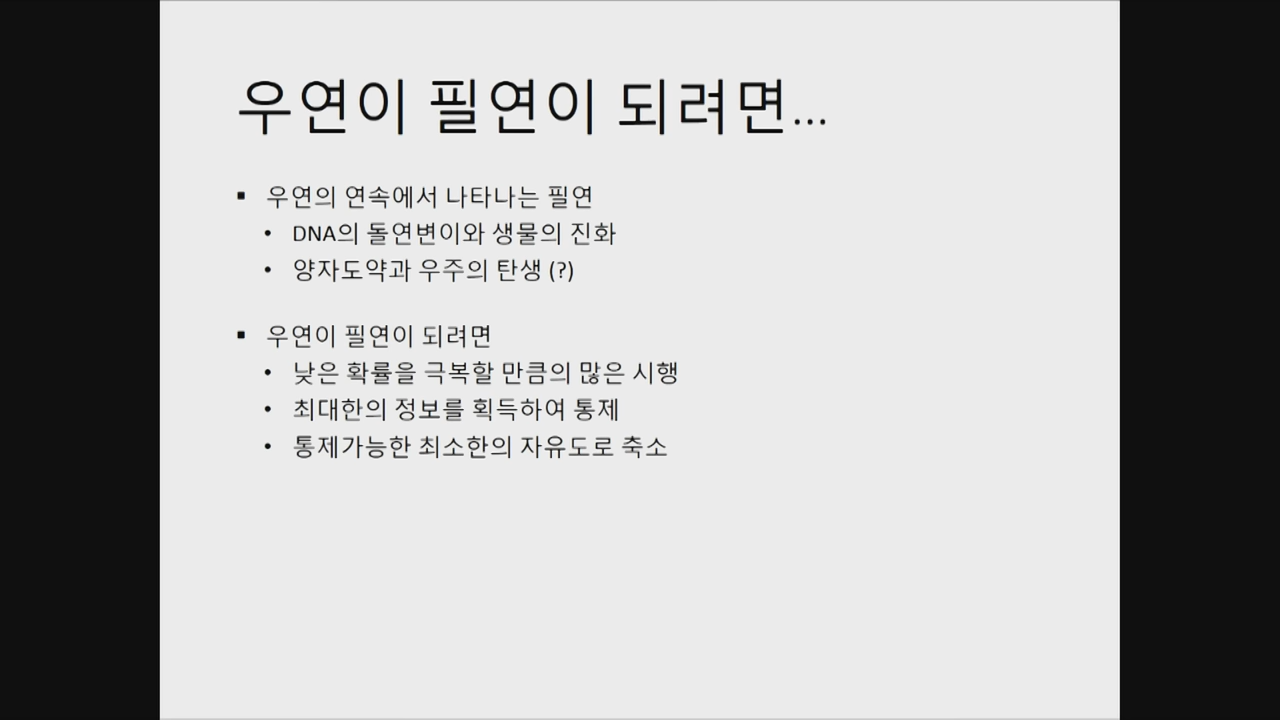 우연이 필연이 되려면...
▪ 우연의 연속에서 나타나는 필연
• DNA의 돌연변이와 생물의 진화
• 양자도약과 우주의 탄생 (?)
▪ 우연이 필연이 되려면
• 낮은 확률을 극복할 만큼의 많은 시행
• 최대한의 정보를 획득하여 통제
• 통제가능한 최소한의 자유도로 축소